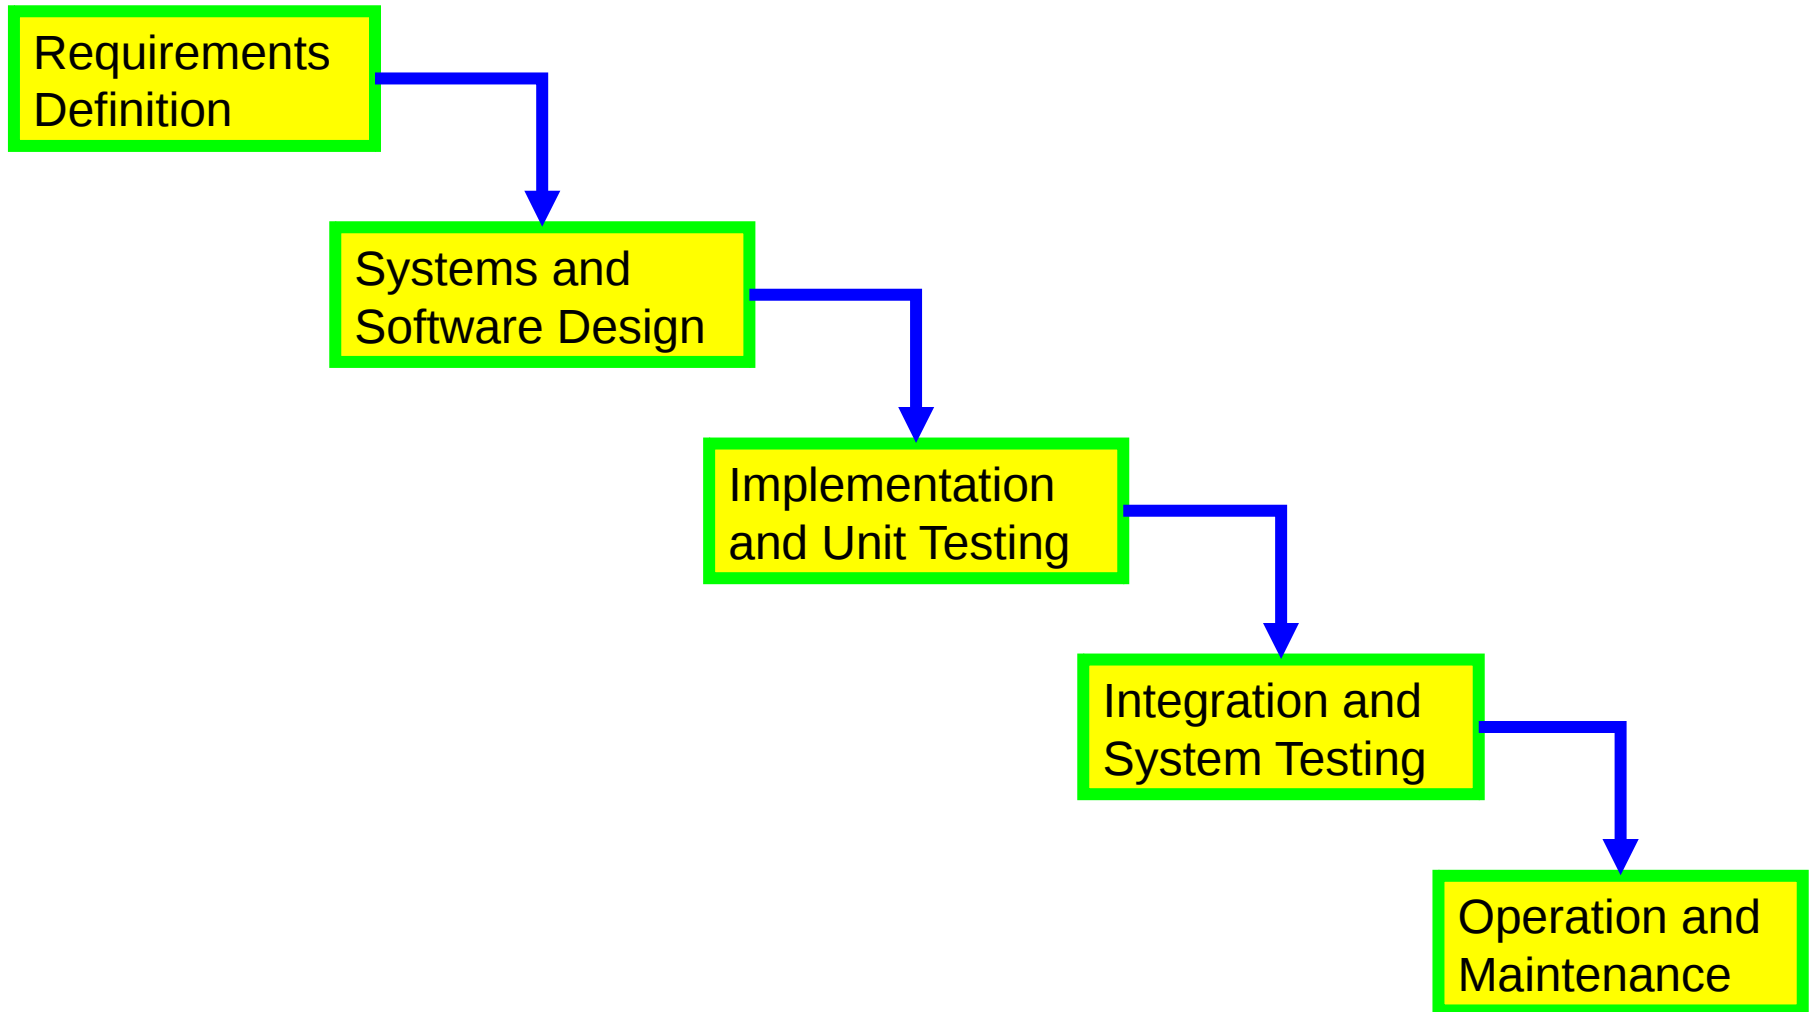 Requirements
Definition
Systems and
Software Design
Implementation
and Unit Testing
Integration and
System Testing
Operation and
Maintenance